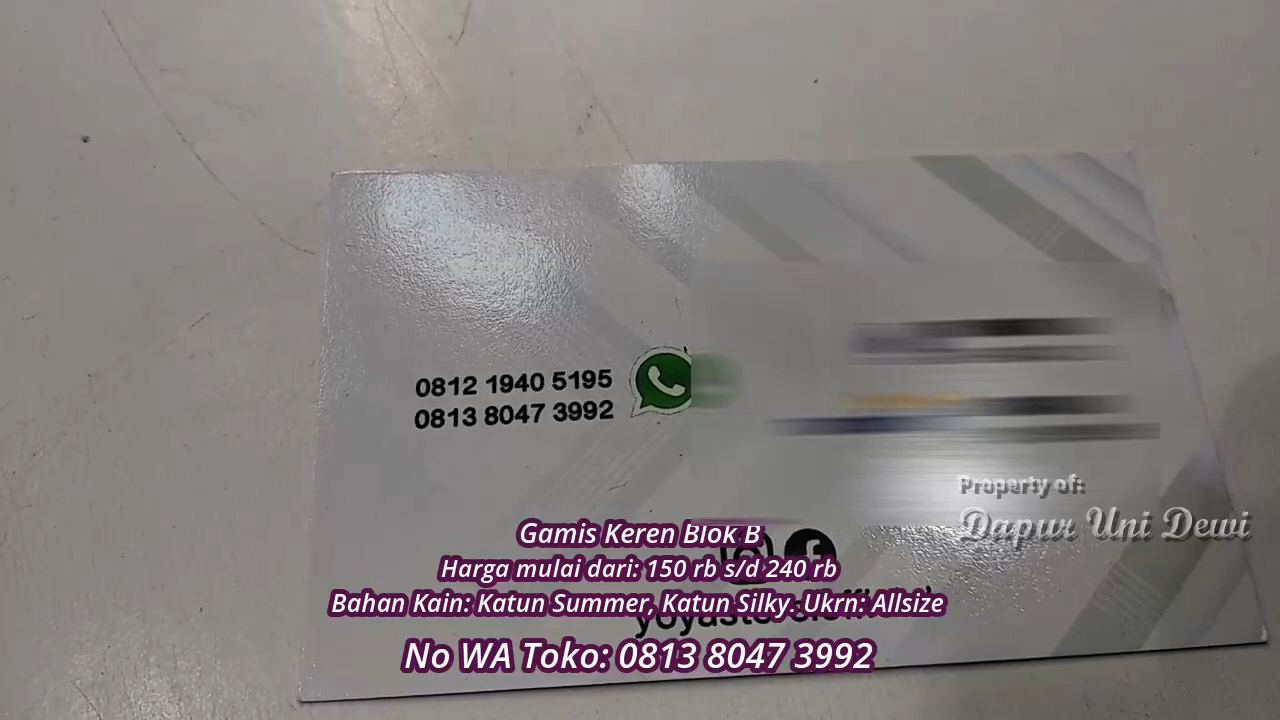 0812 1940 5195
0813 8047 3992
Property of:
Dapur Uni Dewi
Gamis Keren Blok B
Harga mulai dari: 150 rb s/d 240 rb
Bahan Kain: Katun Summer, Katun Silky. Ukrn: Allsize
No WA Toko: 0813 8047 3992